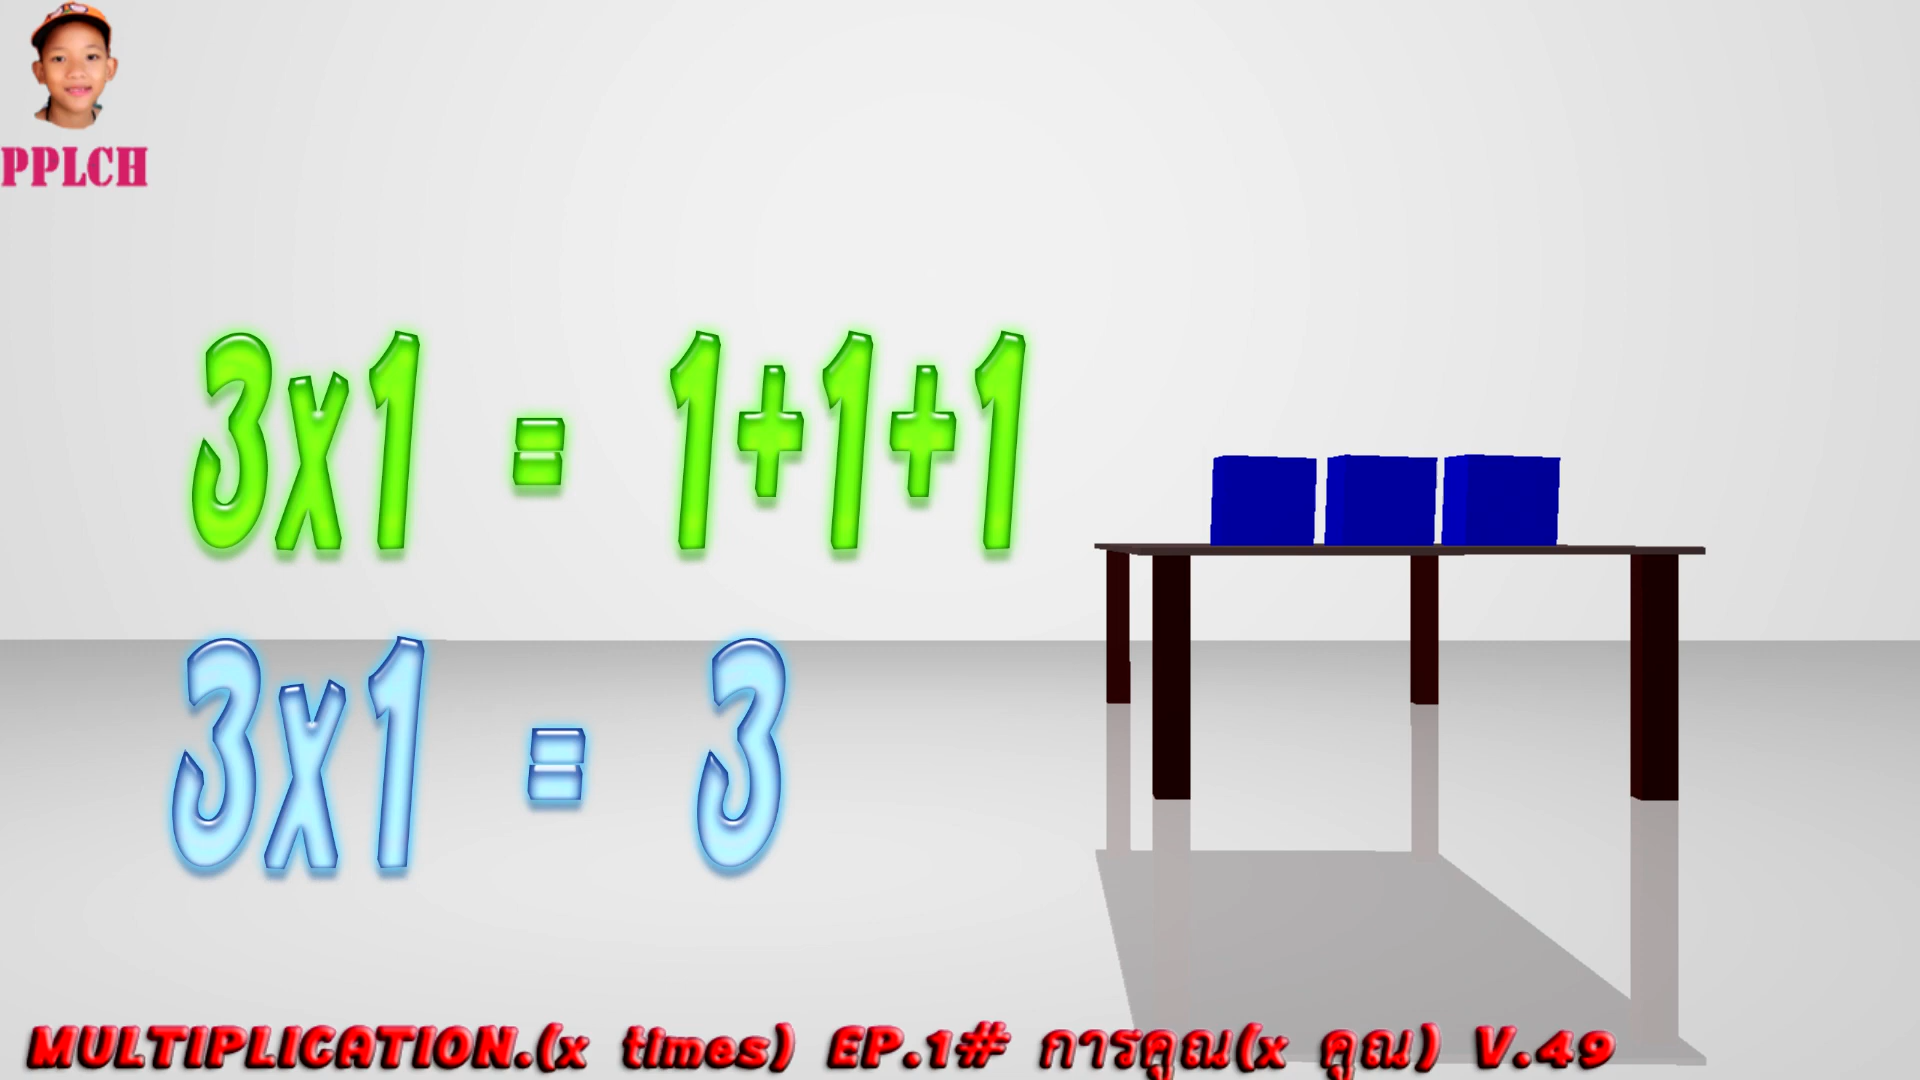 PPLCH
3x1 = 1+1+1
3x1 = 3
MULTIPLICATION.(x times) EP.1# การคูณ(x คูณ) V.49